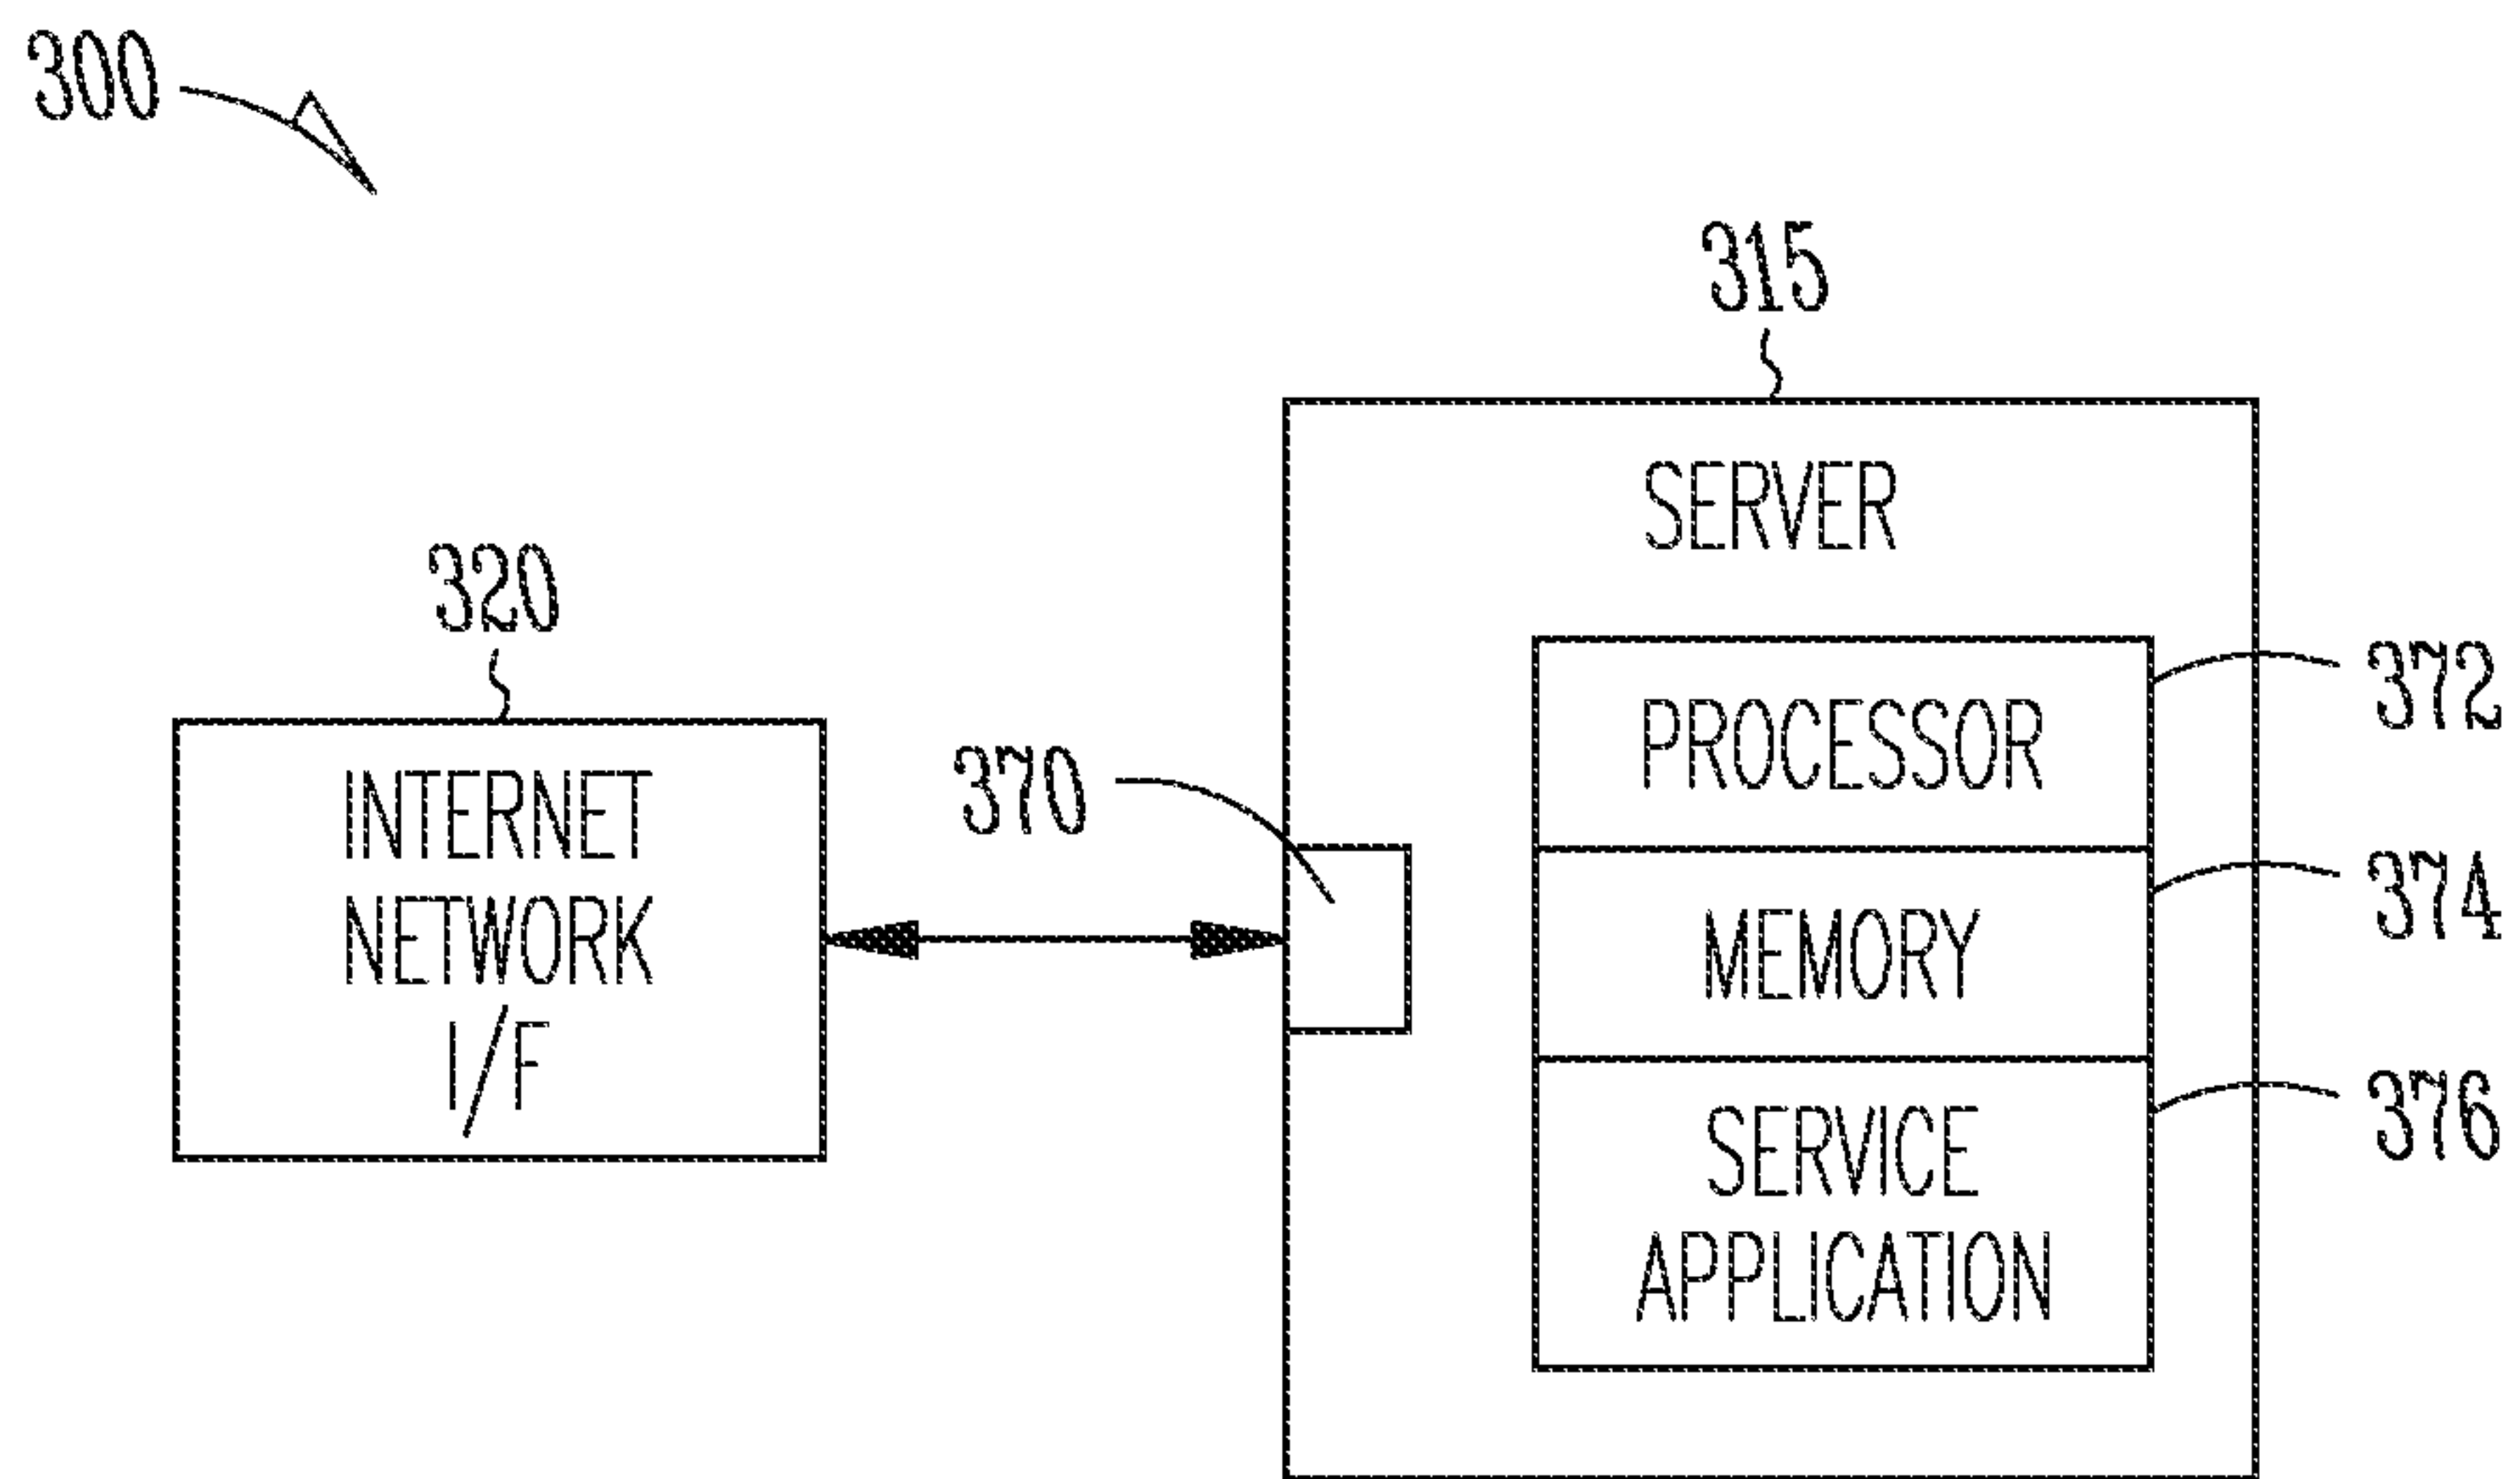 300
315
SERVER
320
372
PROCESSOR
370
INTERNET
NETWORK
I/F
374
MEMORY
376
SERVICE
APPLICATION